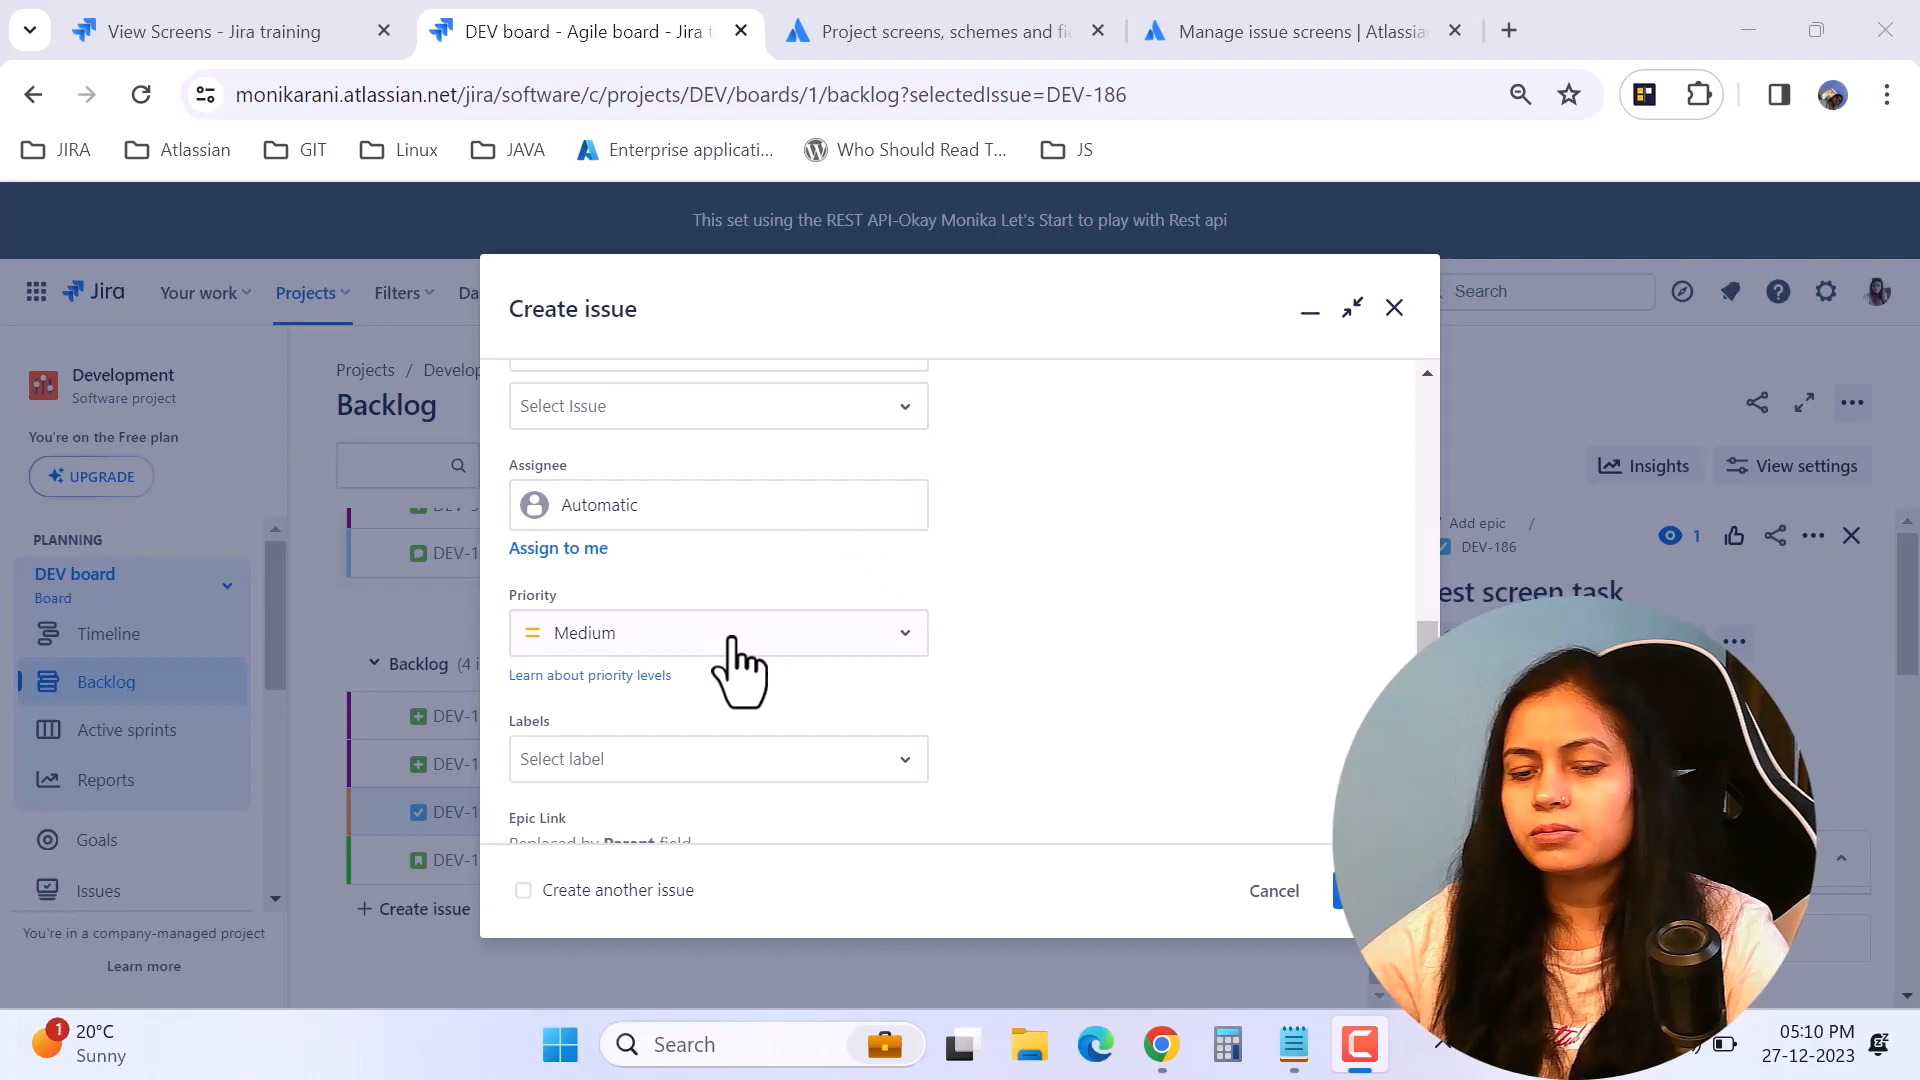 View Screens - Jira training
DEV board - Agile board - Jira t
Project screens, schemes and fi
Manage issue screens | Atlassia
monikarani.atlassian.net/jira/software/c/projects/DEV/boards/1/backlog?selectedIssue=DEV-186
JIRA
Atlassian
GIT
Linux
JAVA
Enterprise applicati...
Who Should Read T...
JS
This set using the REST API-Okay Monika Let's Start to play with Rest api
Jira
Your work
Projects
Filters
Da
Search
Create issue
Development
Software project
You're on the Free plan
UPGRADE
PLANNING
DEV board
Board
Timeline
Backlog
Active sprints
Reports
Goals
Issues
You're in a company-managed project
Learn more
Projects / Develop
Backlog
DEV-1
Backlog (4 i
DEV-1
DEV-1
DEV-1
DEV-1
+ Create issue
Select Issue
Assignee
Automatic
Assign to me
Priority
Medium
Learn about priority levels
Labels
Select label
Epic Link
Replaced by Parent field
Create another issue
Cancel
Insights
View settings
Add epic /
DEV-186
1
est screen task
1
20°C
Sunny
Search
05:10 PM
27-12-2023